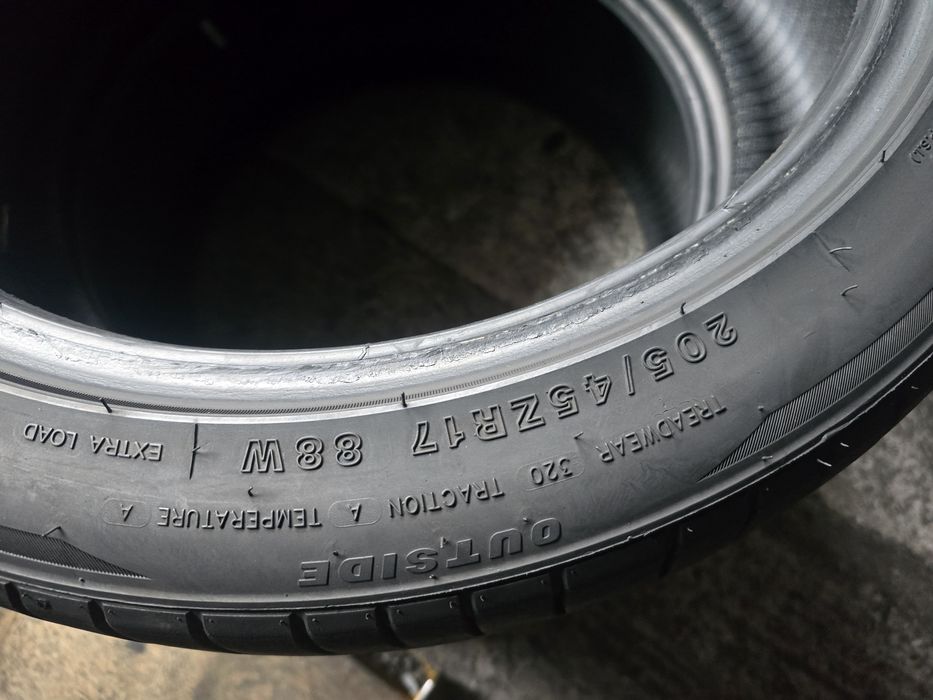 205/45ZR17 88W EXTRA LOAD
TREADWEAR 320 TRACTION A TEMPERATURE A
OUTSIDE